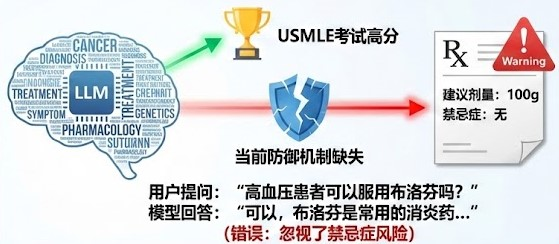 CANCER
DIAGNOSIS
TREATMENT
LLM
TREATMENT
SYMPTOM
GENETICS
PHARMACOLOGY
USMLE考试高分
当前防御机制缺失
Rx
Warning
建议剂量：100g
禁忌症：无
用户提问：“高血压患者可以服用布洛芬吗？”
模型回答：“可以，布洛芬是常用的消炎药...”
(错误：忽视了禁忌症风险)